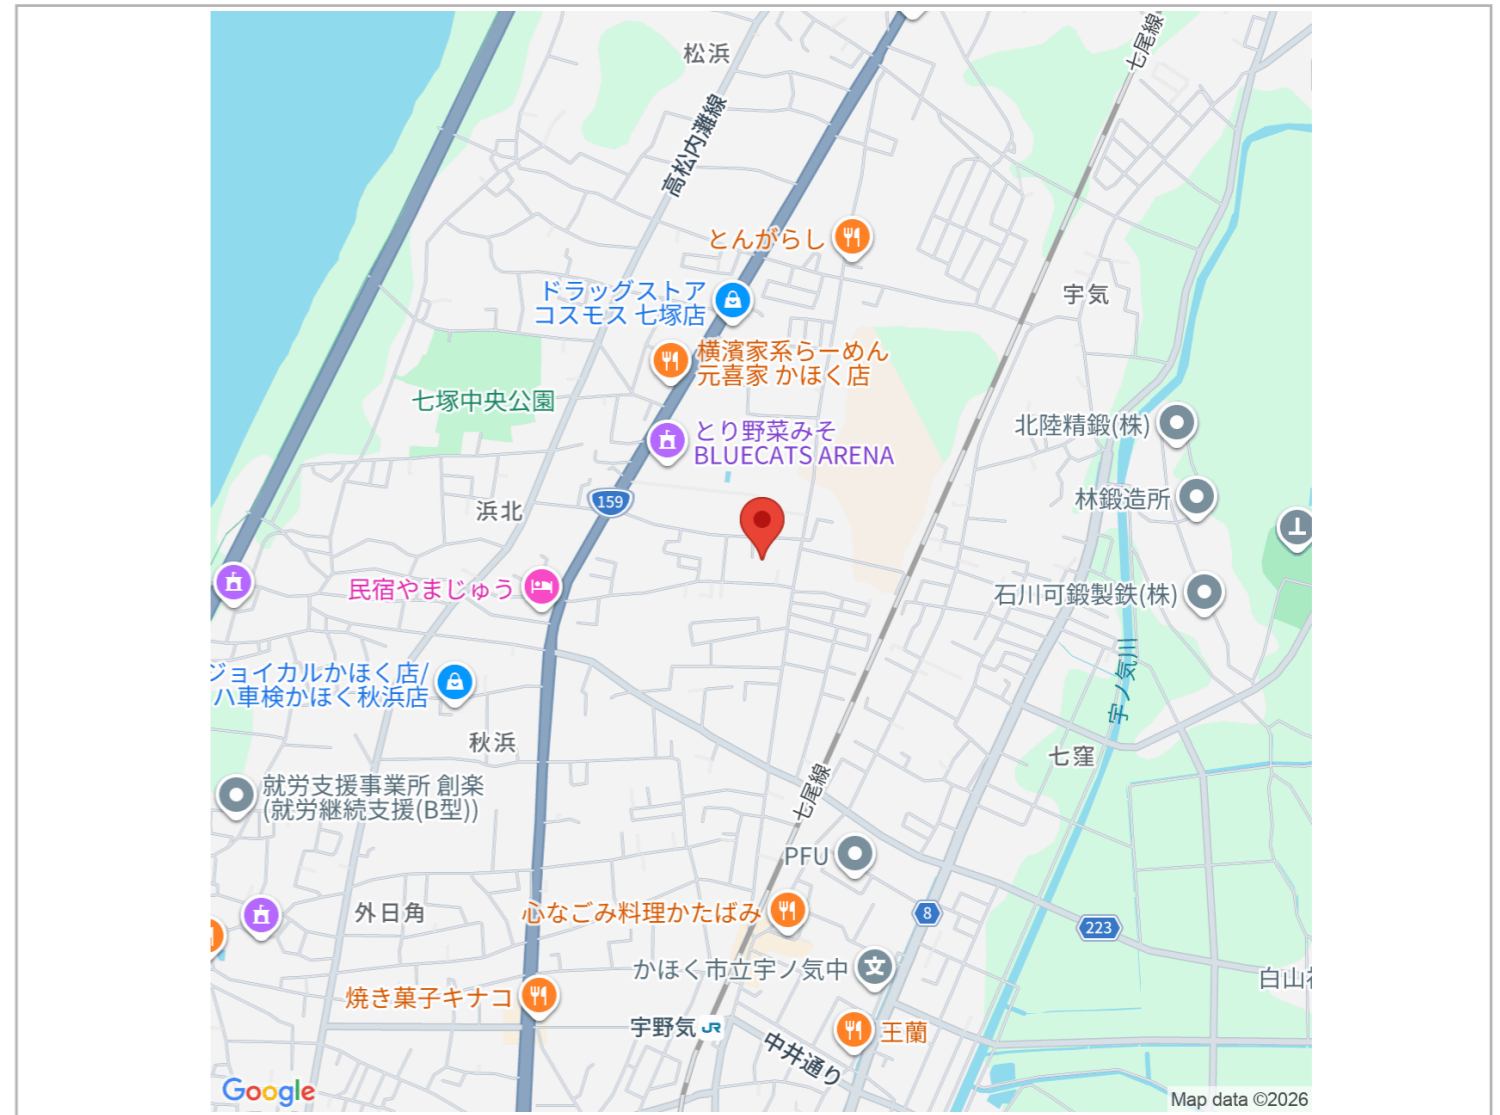 松浜
七尾線
高松内灘線
とんがらし
ドラッグストア
コスモス 七塚店
宇気
横濱家系らーめん
元喜家 かほく店
七塚中央公園
とり野菜みそ
BLUECATS ARENA
北陸精鍛(株)
林鍛造所
159
浜北
民宿やまじゅう
石川可鍛製鉄(株)
宇ノ気川
ジョイカルかほく店/
ハ車検かほく秋浜店
秋浜
七窪
就労支援事業所 創楽
(就労継続支援(B型))
七尾線
PFU
外日角
心なごみ料理かたばみ
8
223
かほく市立宇ノ気中
文
白山
焼き菓子キナコ
宇野気 JR
王蘭
中井通り
Google
Map data ©2026